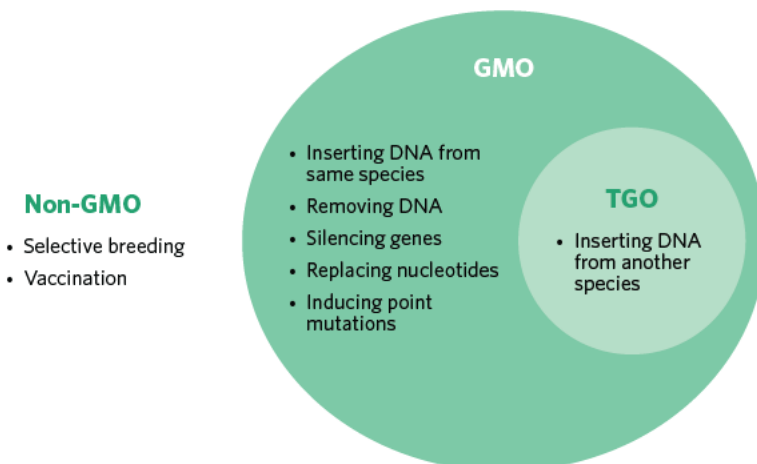 GMO
• Inserting DNA from
same species
• Removing DNA
• Silencing genes
• Replacing nucleotides
• Inducing point
mutations
Non-GMO
• Selective breeding
• Vaccination
TGO
• Inserting DNA
from another
species